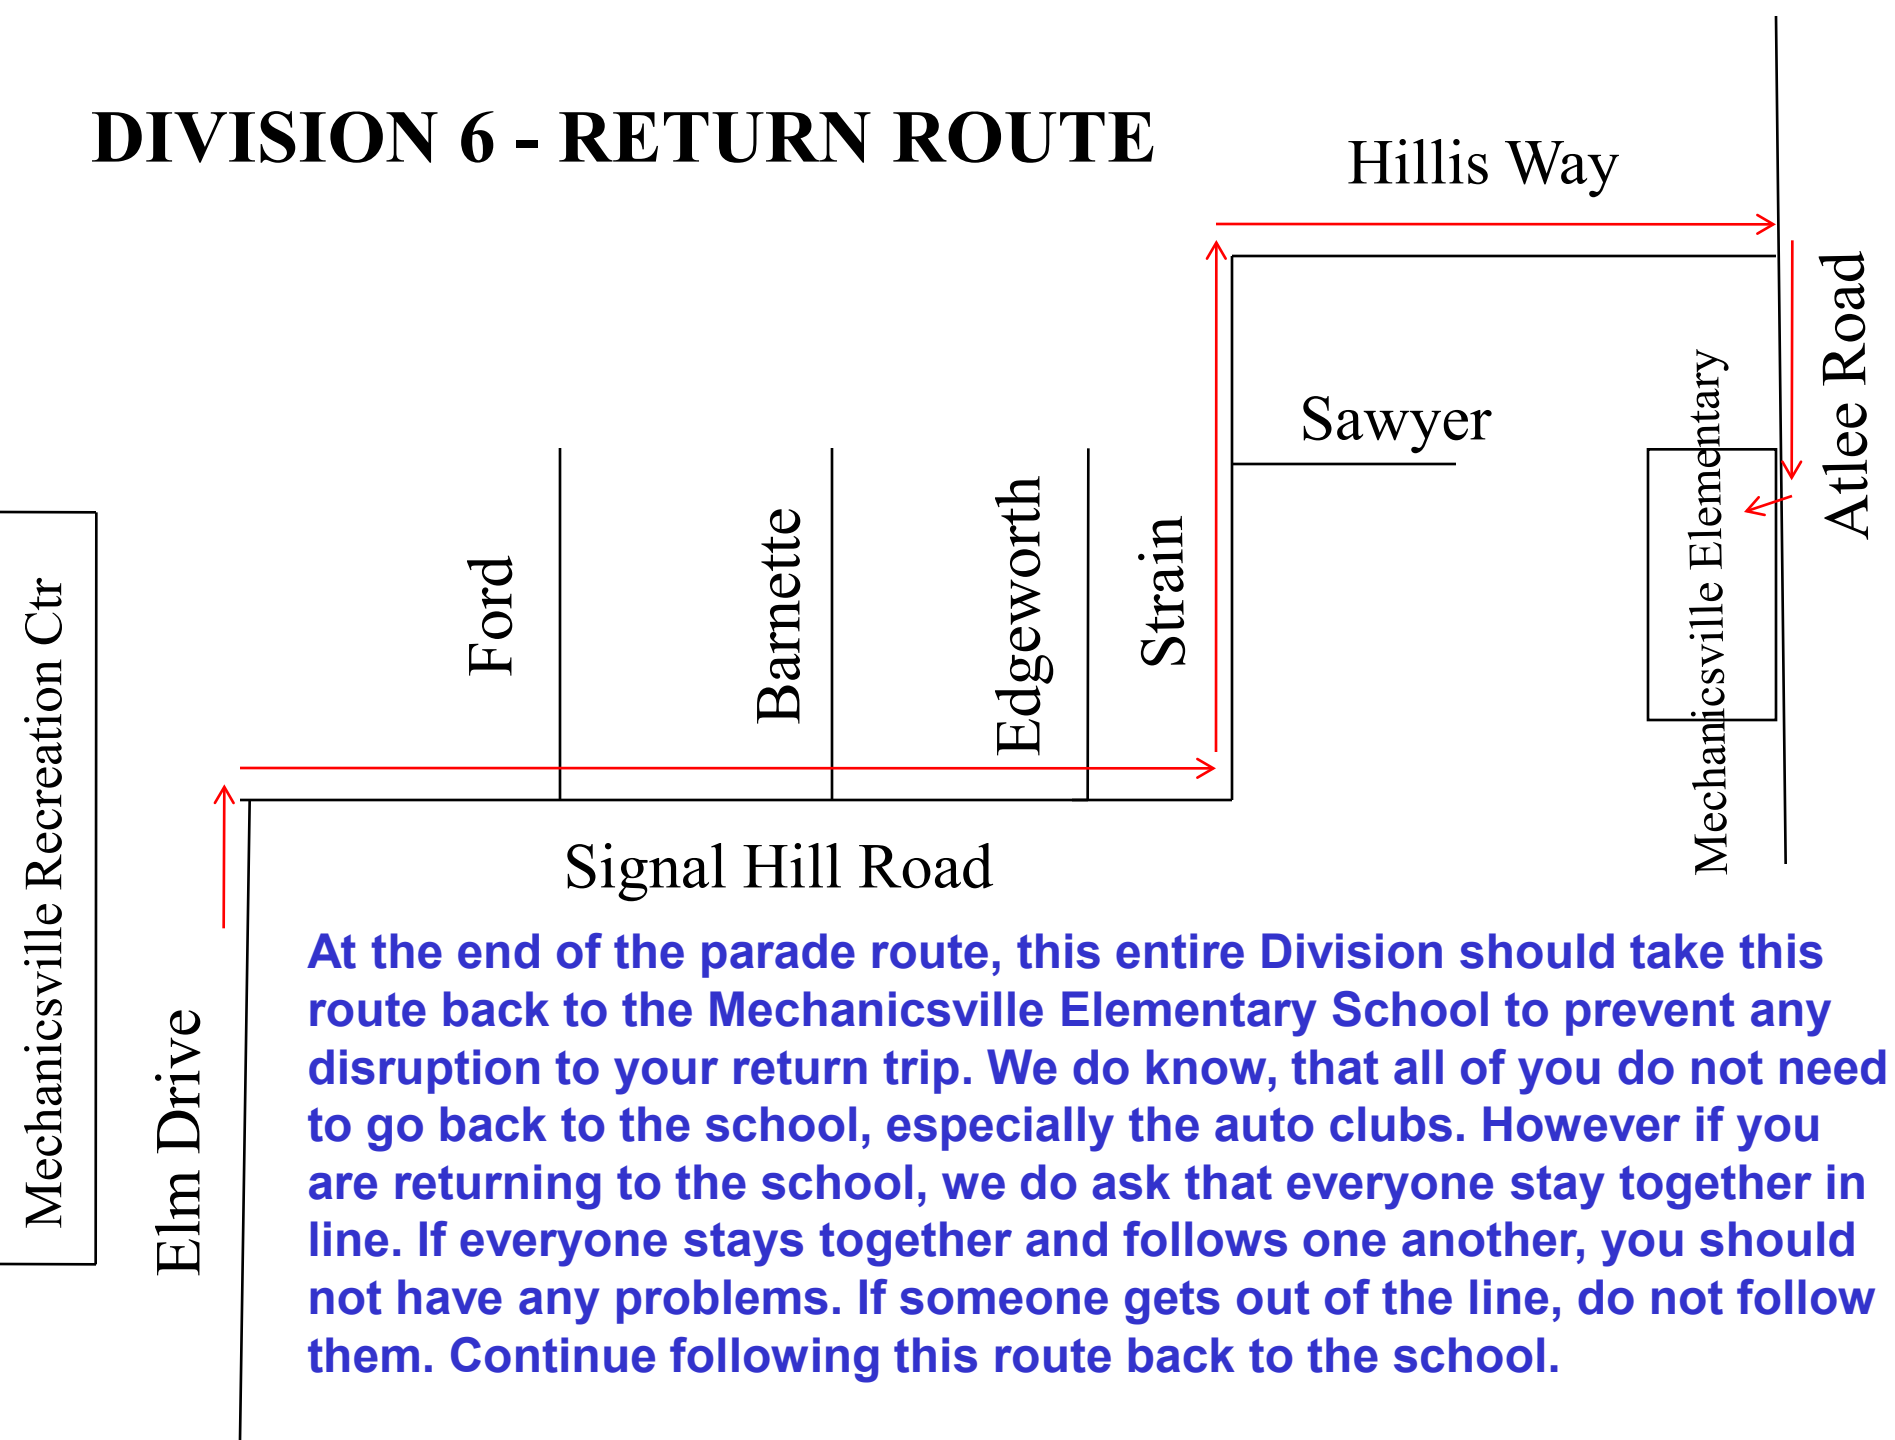 DIVISION 6 - RETURN ROUTE
Hillis Way
Atlee Road
Sawyer
Mechanicsville Elementary
Strain
Edgeworth
Barnette
Ford
Mechanicsville Recreation Ctr
Signal Hill Road
Elm Drive
At the end of the parade route, this entire Division should take this
route back to the Mechanicsville Elementary School to prevent any
disruption to your return trip. We do know, that all of you do not need
to go back to the school, especially the auto clubs. However if you
are returning to the school, we do ask that everyone stay together in
line. If everyone stays together and follows one another, you should
not have any problems. If someone gets out of the line, do not follow
them. Continue following this route back to the school.